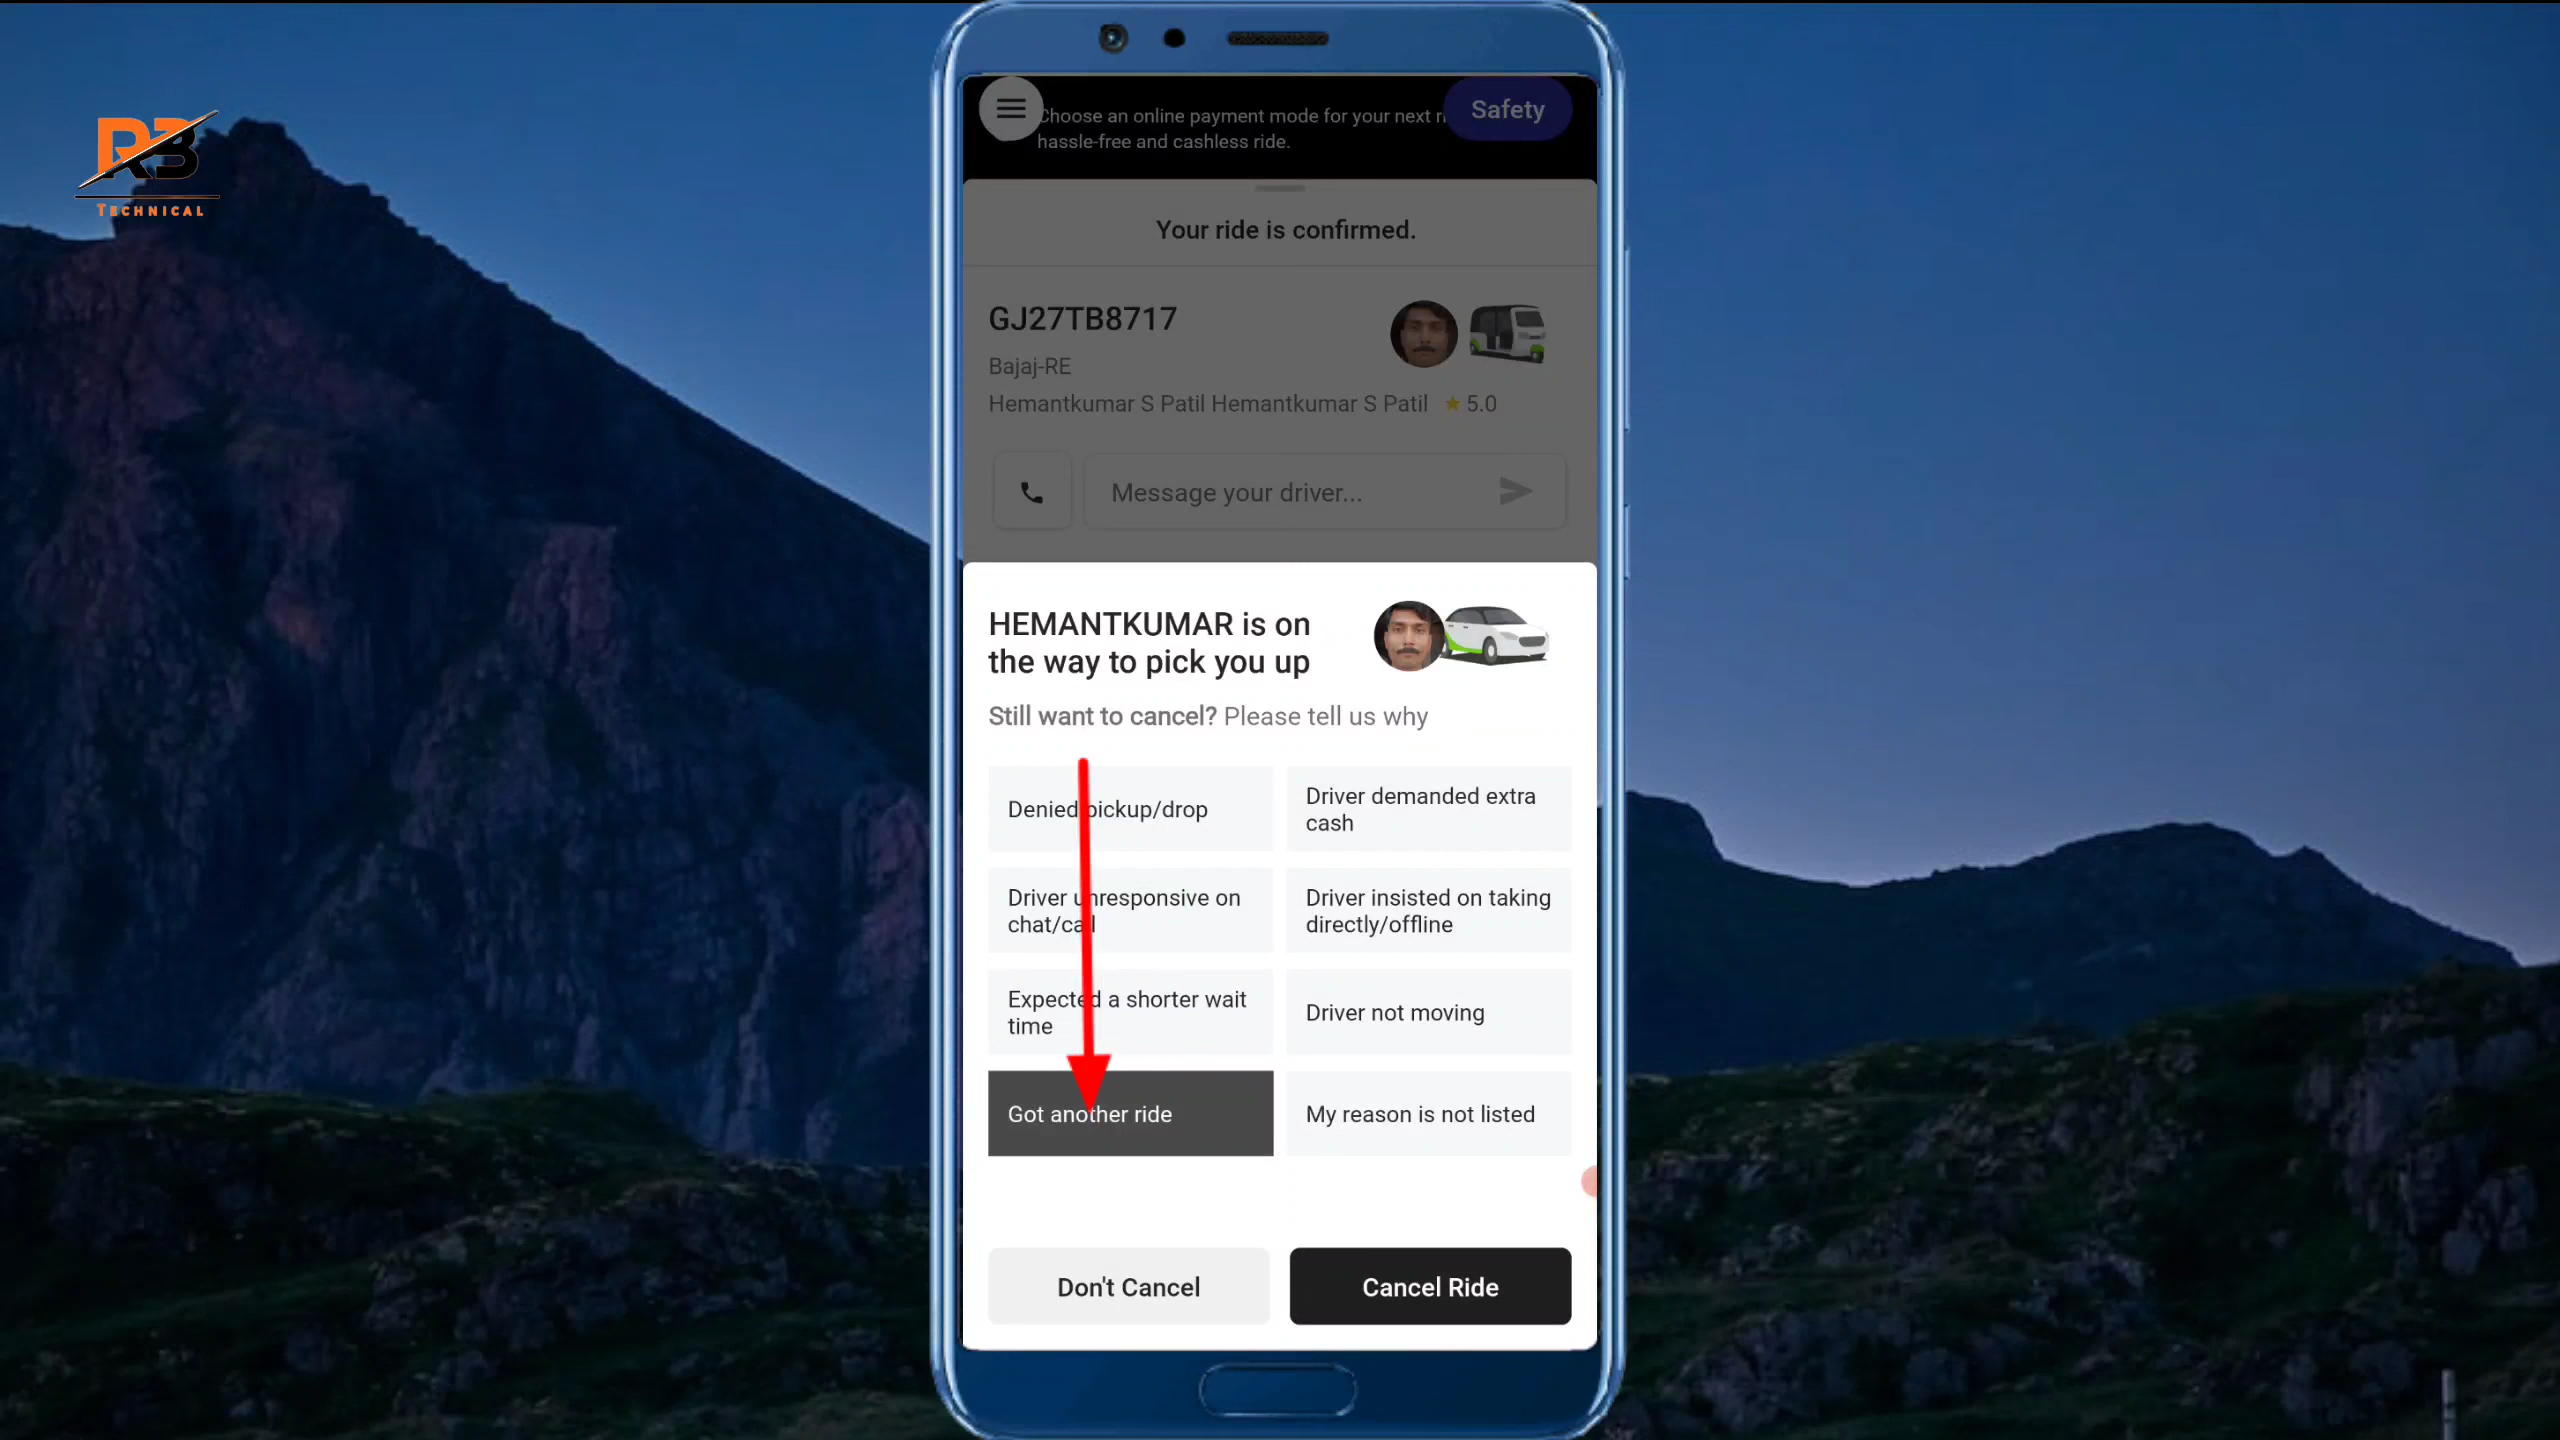 RB
TECHNICAL
Choose an online payment mode for your next ri
hassle-free and cashless ride.
Safety
Your ride is confirmed.
GJ27TB8717
Bajaj-RE
Hemantkumar S Patil Hemantkumar S Patil ★ 5.0
Message your driver...
HEMANTKUMAR is on
the way to pick you up
Still want to cancel? Please tell us why
Denied pickup/drop
Driver demanded extra
cash
Driver unresponsive on
chat/call
Driver insisted on taking
directly/offline
Expected a shorter wait
time
Driver not moving
Got another ride
My reason is not listed
Don't Cancel
Cancel Ride